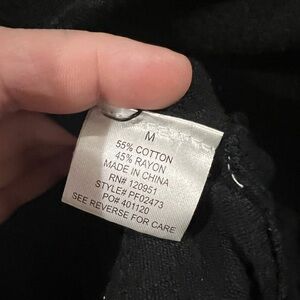 M
55% COTTON
45% RAYON
MADE IN CHINA
RN# 120951
STYLE# PF02473
PO# 401120
SEE REVERSE FOR CARE